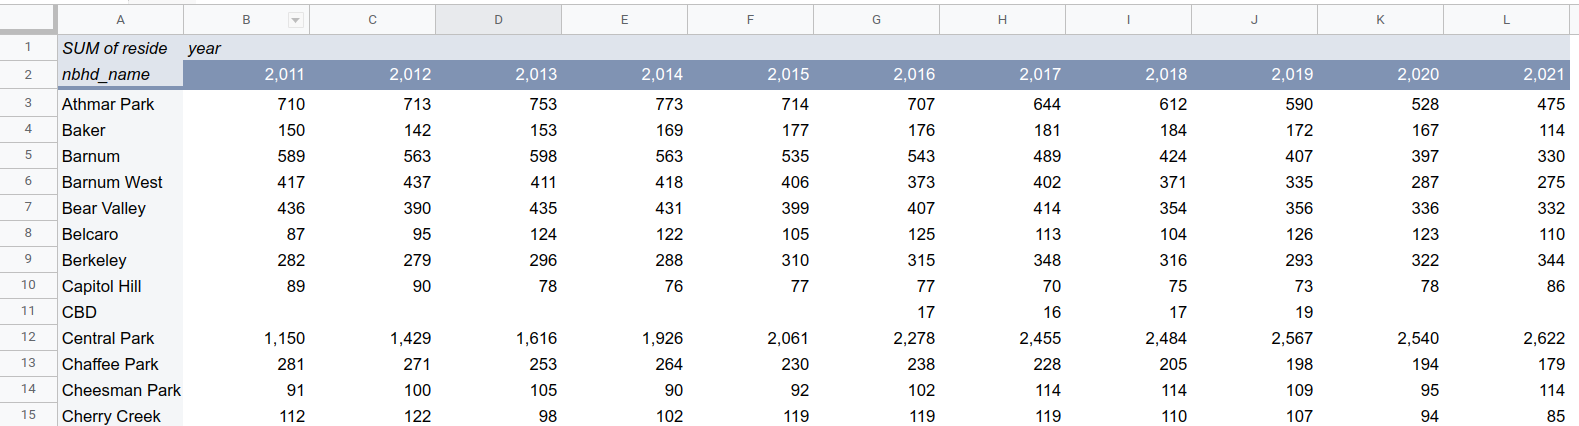 A B C D E F G H I J K L
1 SUM of reside year
2 nbhd_name 2,011 2,012 2,013 2,014 2,015 2,016 2,017 2,018 2,019 2,020 2,021
3 Athmar Park 710 713 753 773 714 707 644 612 590 528 475
4 Baker 150 142 153 169 177 176 181 184 172 167 114
5 Barnum 589 563 598 563 535 543 489 424 407 397 330
6 Barnum West 417 437 411 418 406 373 402 371 335 287 275
7 Bear Valley 436 390 435 431 399 407 414 354 356 336 332
8 Belcaro 87 95 124 122 105 125 113 104 126 123 110
9 Berkeley 282 279 296 288 310 315 348 316 293 322 344
10 Capitol Hill 89 90 78 76 77 77 70 75 73 78 86
11 CBD 17 16 17 19
12 Central Park 1,150 1,429 1,616 1,926 2,061 2,278 2,455 2,484 2,567 2,540 2,622
13 Chaffee Park 281 271 253 264 230 238 228 205 198 194 179
14 Cheesman Park 91 100 105 90 92 102 114 114 109 95 114
15 Cherry Creek 112 122 98 102 119 119 119 110 107 94 85